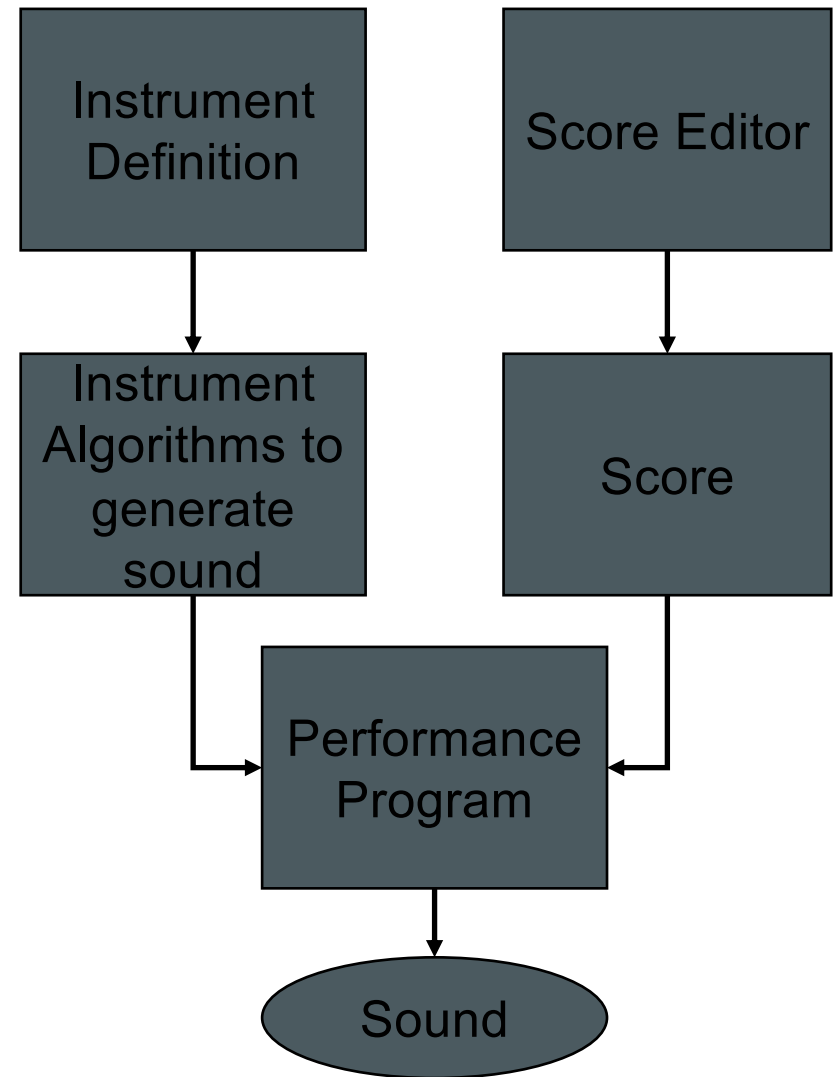 Instrument
Definition
Score Editor
Instrument
Algorithms to
generate
sound
Score
Performance
Program
Sound